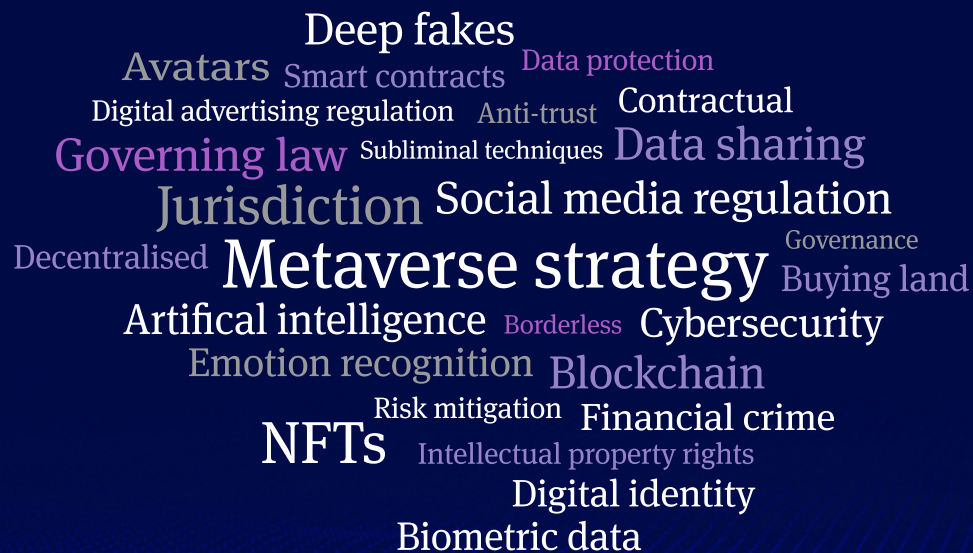 Deep fakes
Avatars Smart contracts Data protection
Digital advertising regulation Anti-trust Contractual
Governing law Subliminal techniques Data sharing
Jurisdiction Social media regulation
Decentralised Metaverse strategy Governance
Buying land
Artifical intelligence Borderless Cybersecurity
Emotion recognition Blockchain
Risk mitigation Financial crime
NFTs Intellectual property rights
Digital identity
Biometric data